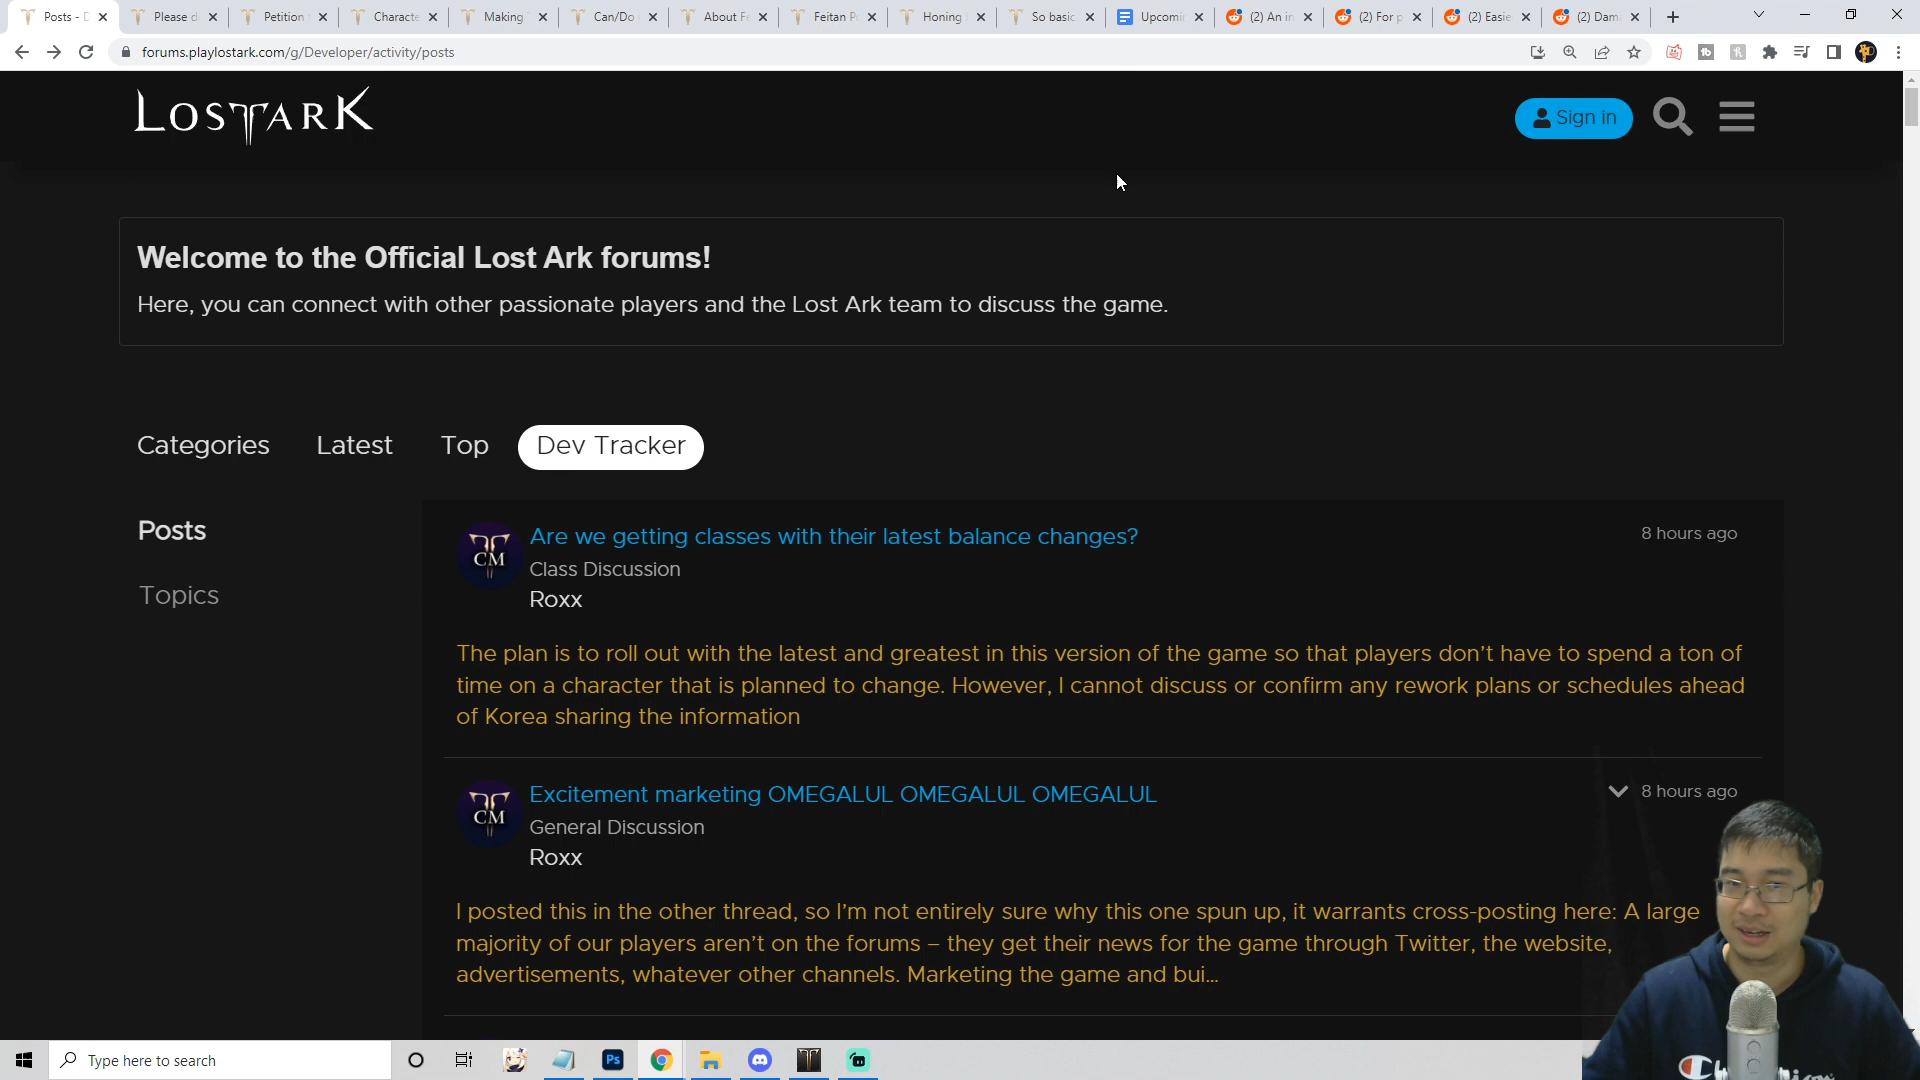 Posts - D
Please d
Petition
Characte
Making
Can/Do
About Fe
Feitan P
Honing
So basic
Upcomi
(2) An in
(2) For p
(2) Easie
(2) Dam
forums.playlostark.com/g/Developer/activity/posts
LOSTARK
Sign in
Welcome to the Official Lost Ark forums!
Here, you can connect with other passionate players and the Lost Ark team to discuss the game.
Categories
Latest
Top
Dev Tracker
Posts
Topics
CM
Are we getting classes with their latest balance changes?
8 hours ago
Class Discussion
Roxx
The plan is to roll out with the latest and greatest in this version of the game so that players don't have to spend a ton of
time on a character that is planned to change. However, I cannot discuss or confirm any rework plans or schedules ahead
of Korea sharing the information
CM
Excitement marketing OMEGALUL OMEGALUL OMEGALUL
8 hours ago
General Discussion
Roxx
I posted this in the other thread, so I'm not entirely sure why this one spun up, it warrants cross-posting here: A large
majority of our players aren't on the forums – they get their news for the game through Twitter, the website,
advertisements, whatever other channels. Marketing the game and bui...
Type here to search
Ps